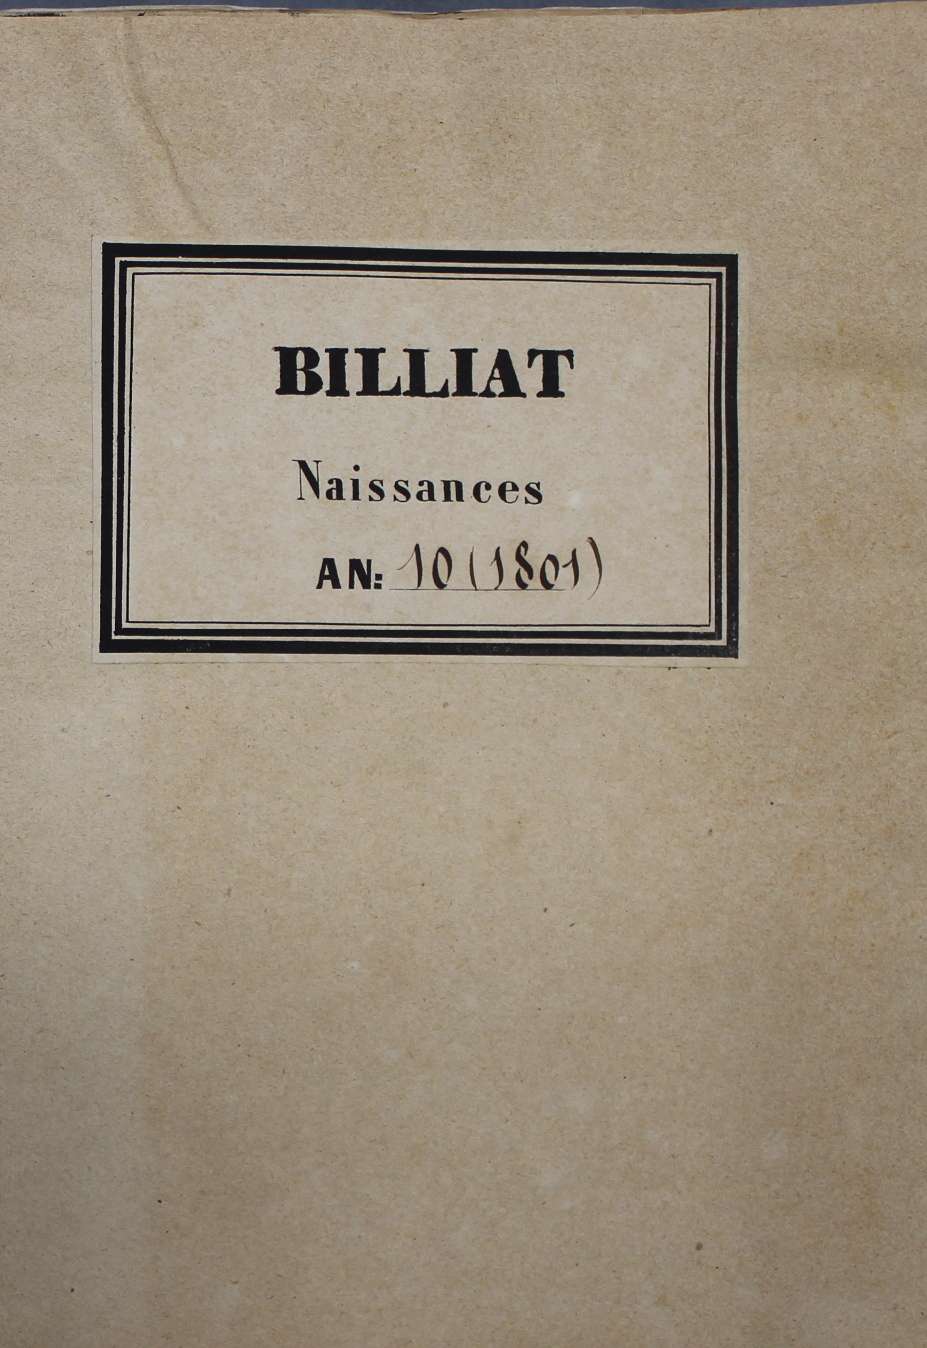 BILLIAT
Naissances
AN: 10 (1801)